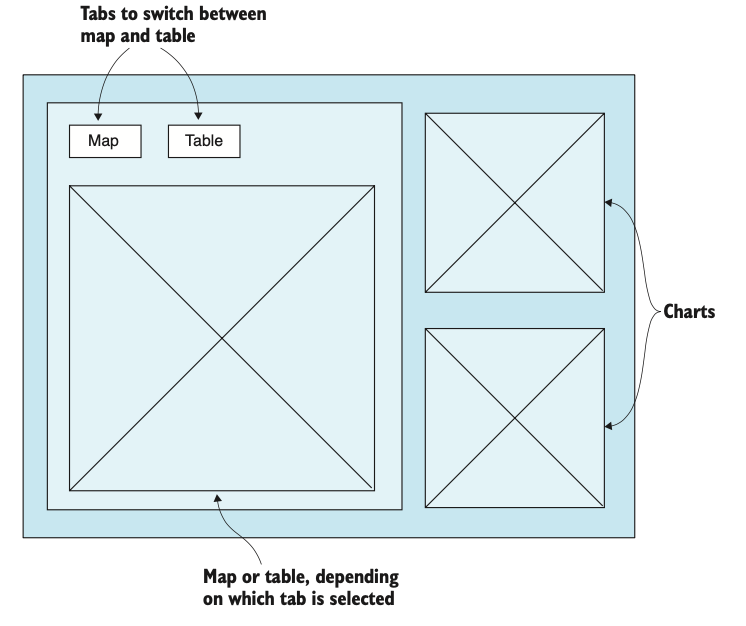 Tabs to switch between
map and table
Map
Table
Charts
Map or table, depending
on which tab is selected